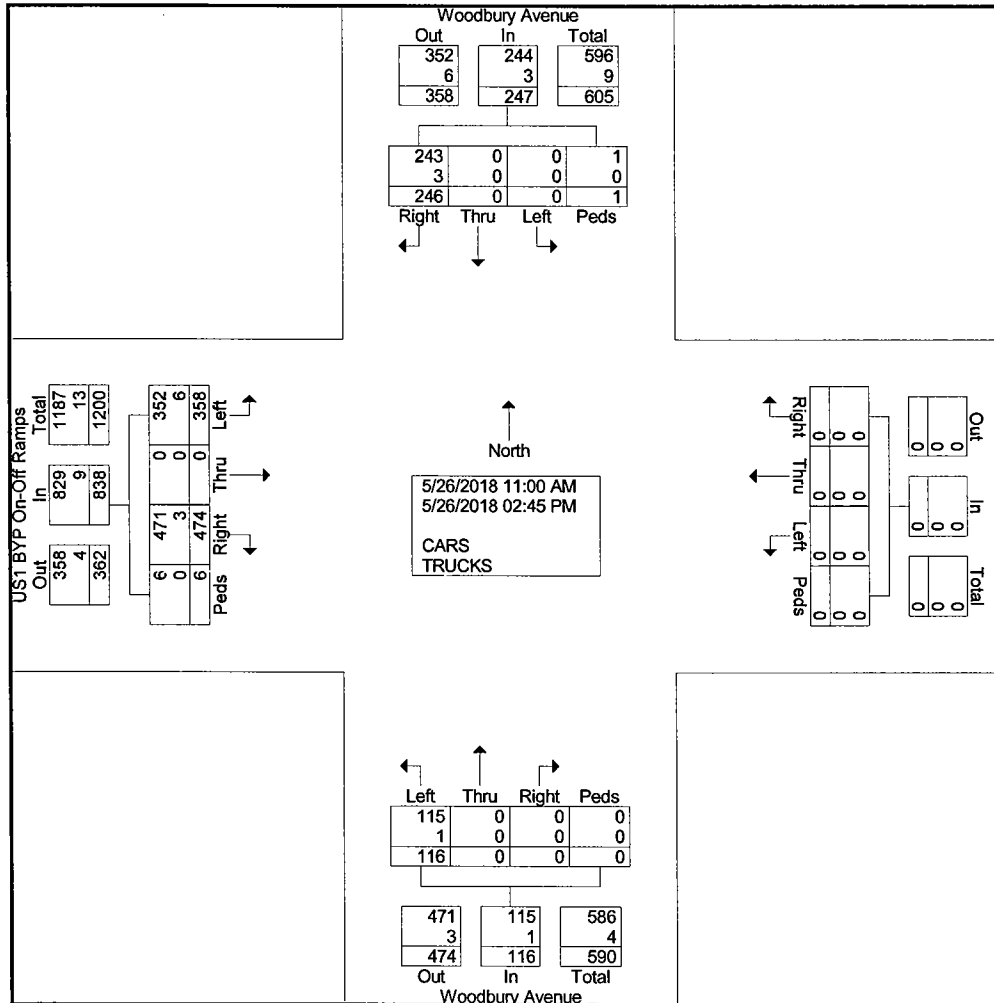 Woodbury Avenue
Out In Total
352 244 596
6 3 9
358 247 605
243 0 0 1
3 0 0 0
246 0 0 1
Right Thru Left Peds
US1 BYP On-Off Ramps
Total In Out
1187 829 358
13 9 4
1200 838 362
352 0 471 6
6 0 3 0
358 0 474 6
Left Thru Right Peds
North
5/26/2018 11:00 AM
5/26/2018 02:45 PM
CARS
TRUCKS
Right Thru Left Peds
0 0 0 0
0 0 0 0
0 0 0 0
Out In Total
0 0 0
0 0 0
0 0 0
Left Thru Right Peds
115 0 0 0
1 0 0 0
116 0 0 0
471 115 586
3 1 4
474 116 590
Out In Total
Woodbury Avenue